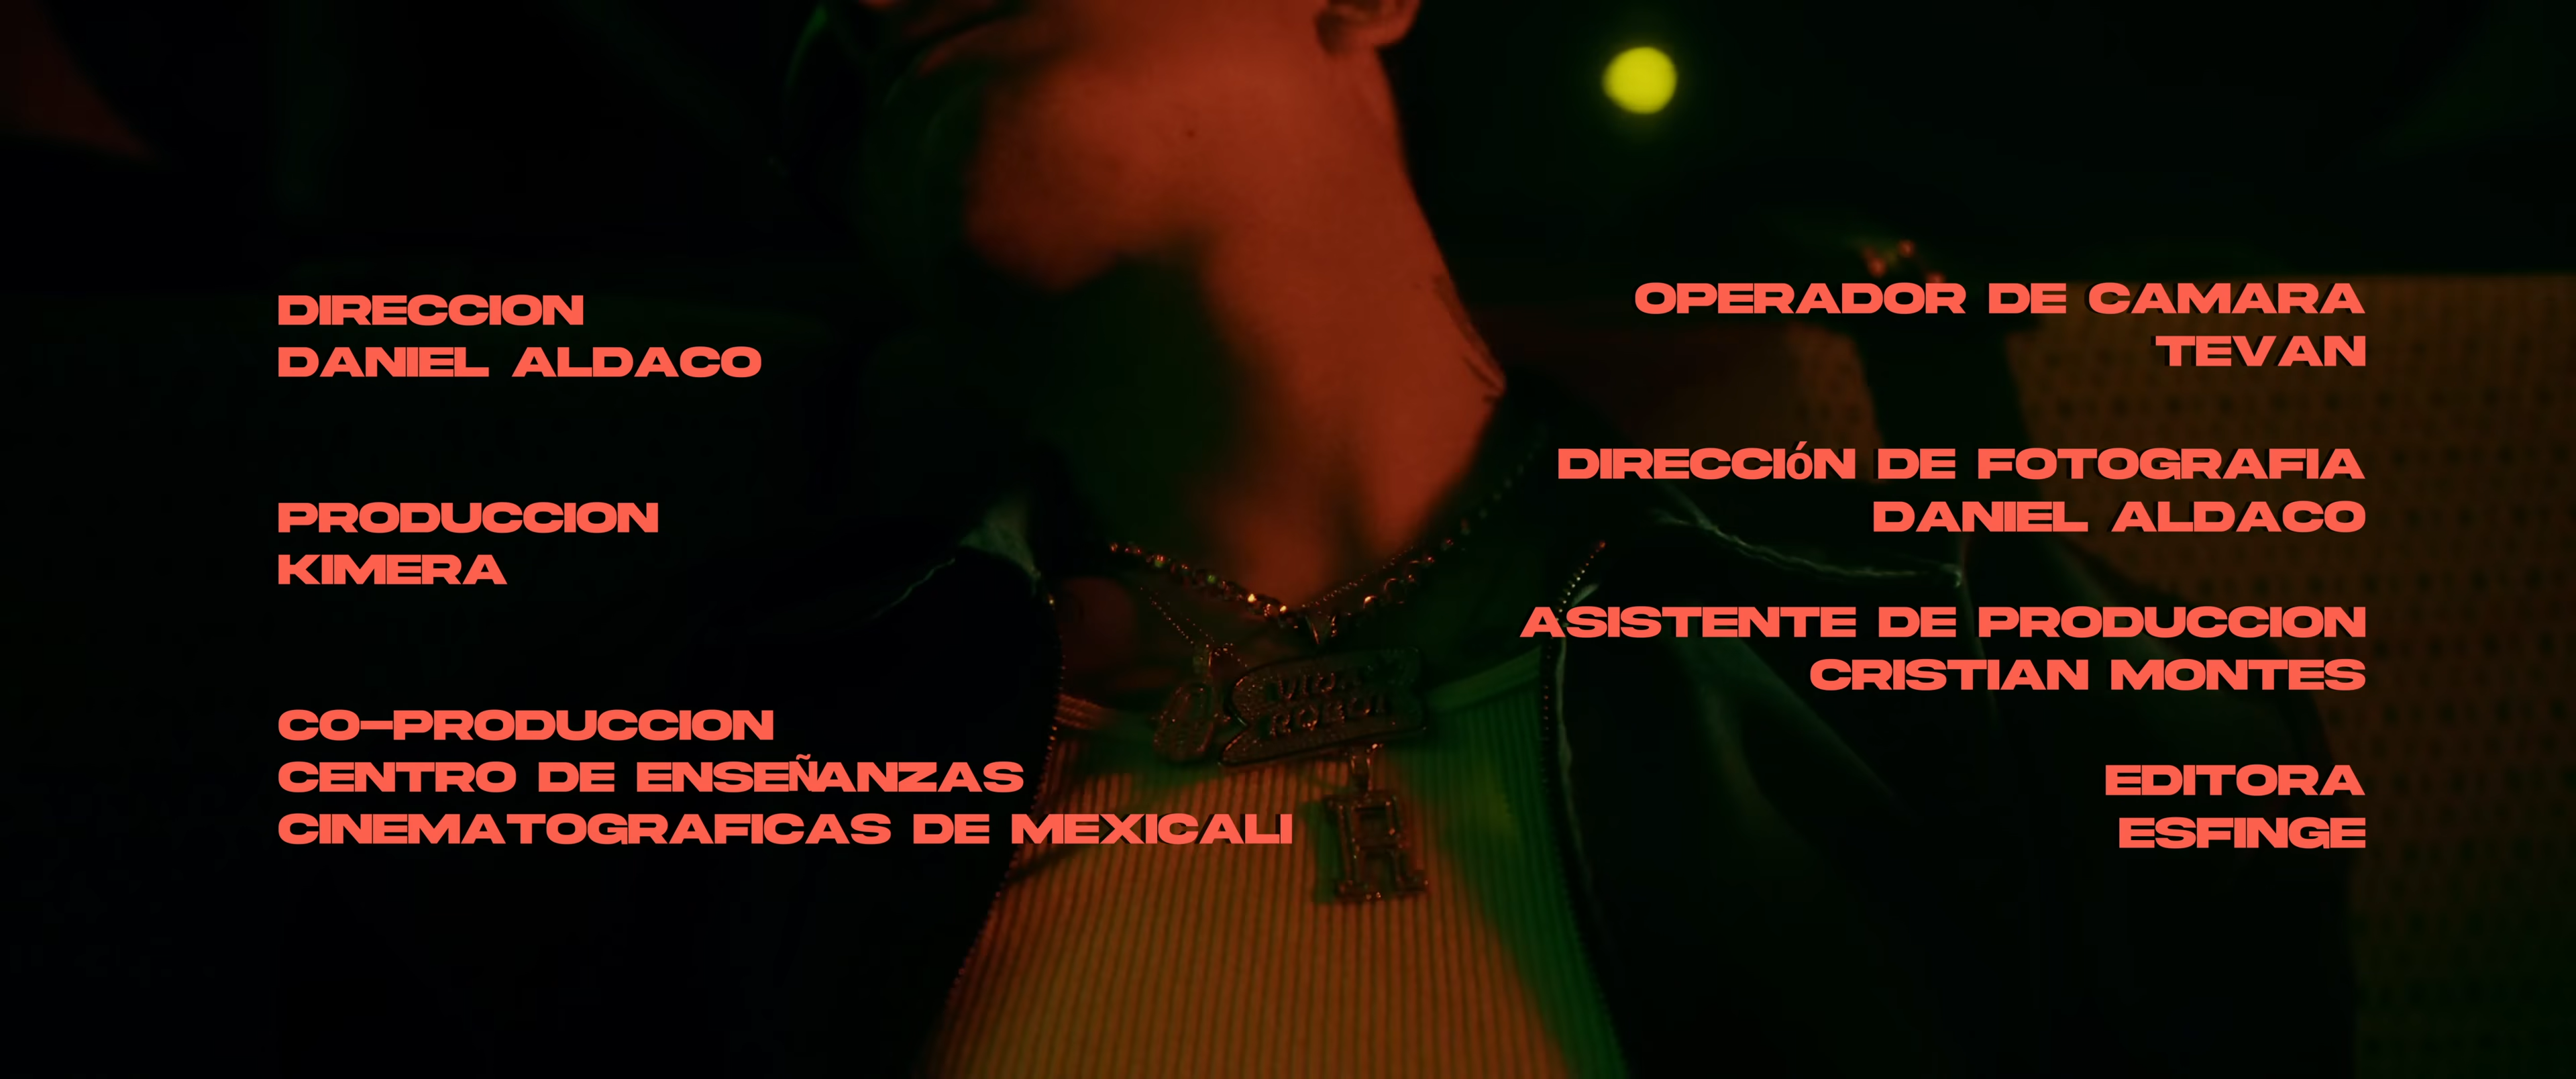 DIRECCION
DANIEL ALDACO
PRODUCCION
KIMERA
CO-PRODUCCION
CENTRO DE ENSEÑANZAS
CINEMATOGRAFICAS DE MEXICALI
OPERADOR DE CAMARA
TEVAN
DIRECCIóN DE FOTOGRAFIA
DANIEL ALDACO
ASISTENTE DE PRODUCCION
CRISTIAN MONTES
EDITORA
ESFINGE
R